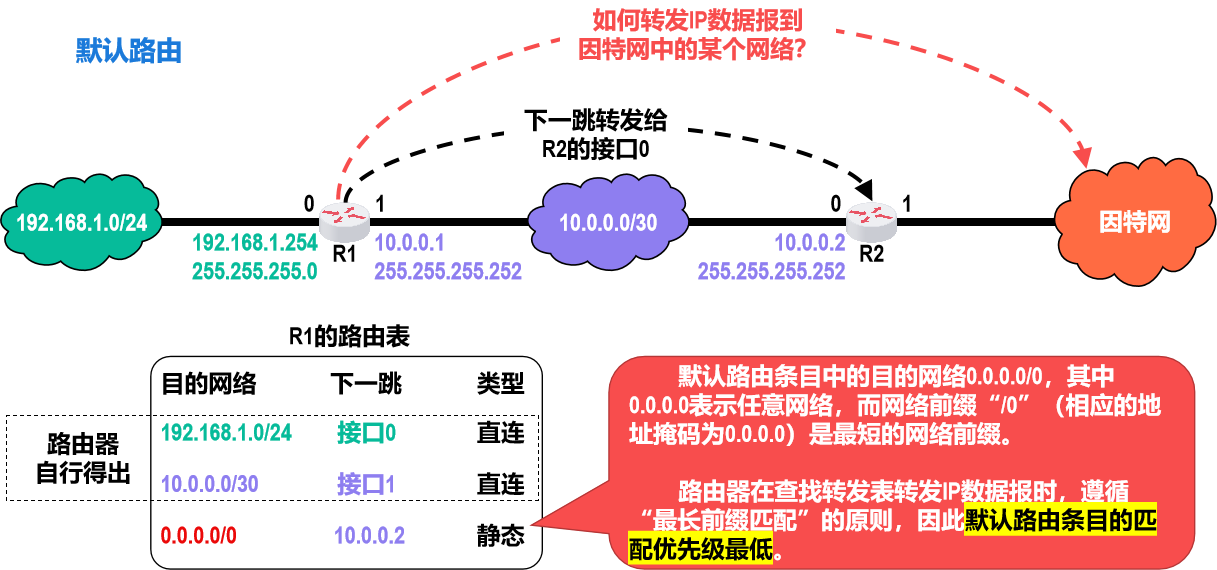 默认路由
如何转发IP数据报到
因特网中的某个网络?
下一跳转发给
R2的接口0
192.168.1.0/24
0
1
10.0.0.0/30
0
1
因特网
192.168.1.254
255.255.255.0
R1
10.0.0.1
255.255.255.252
10.0.0.2
255.255.255.252
R2
R1的路由表
目的网络 下一跳 类型
192.168.1.0/24 接口0 直连
10.0.0.0/30 接口1 直连
0.0.0.0/0 10.0.0.2 静态
路由器
自行得出
默认路由条目中的目的网络0.0.0.0/0，其中
0.0.0.0表示任意网络，而网络前缀“/0”（相应的地
址掩码为0.0.0.0）是最短的网络前缀。
路由器在查找转发表转发IP数据报时，遵循
“最长前缀匹配”的原则，因此默认路由条目的匹
配优先级最低。